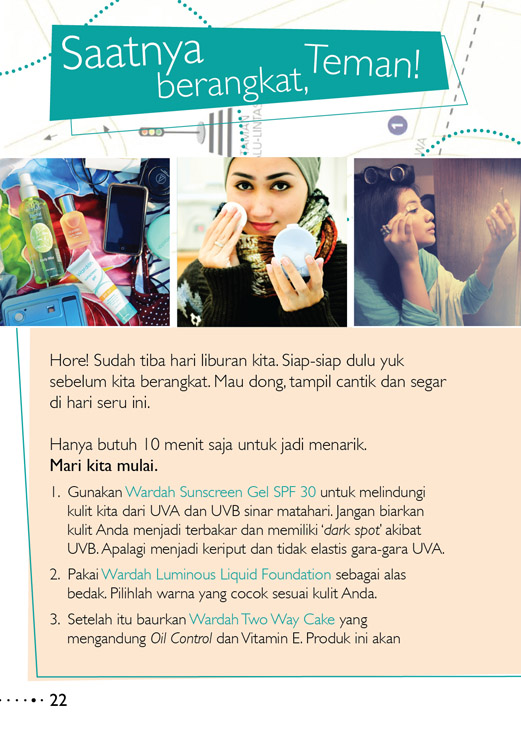 Saatnya
berangkat, Teman!
AMAN
ALU-LINTAS
1
WA
Hore! Sudah tiba hari liburan kita. Siap-siap dulu yuk
sebelum kita berangkat. Mau dong, tampil cantik dan segar
di hari seru ini.
Hanya butuh 10 menit saja untuk jadi menarik.
Mari kita mulai.
1. Gunakan Wardah Sunscreen Gel SPF 30 untuk melindungi
kulit kita dari UVA dan UVB sinar matahari. Jangan biarkan
kulit Anda menjadi terbakar dan memiliki ‘dark spot’ akibat
UVB. Apalagi menjadi keriput dan tidak elastis gara-gara UVA.
2. Pakai Wardah Luminous Liquid Foundation sebagai alas
bedak. Pilihlah warna yang cocok sesuai kulit Anda.
3. Setelah itu baurkan Wardah Two Way Cake yang
mengandung Oil Control dan Vitamin E. Produk ini akan
22